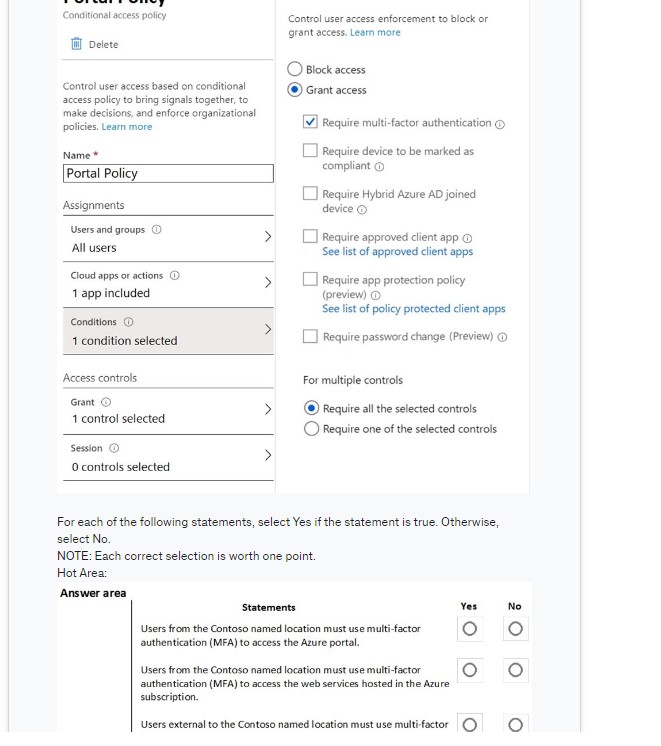 Portal Policy
Conditional access policy
Delete
Control user access based on conditional
access policy to bring signals together, to
make decisions, and enforce organizational
policies. Learn more
Name *
Portal Policy
Assignments
Users and groups
All users
Cloud apps or actions
1 app included
Conditions
1 condition selected
Access controls
Grant
1 control selected
Session
0 controls selected
Control user access enforcement to block or
grant access. Learn more
Block access
Grant access
Require multi-factor authentication
Require device to be marked as
compliant
Require Hybrid Azure AD joined
device
Require approved client app
See list of approved client apps
Require app protection policy
(preview)
See list of policy protected client apps
Require password change (Preview)
For multiple controls
Require all the selected controls
Require one of the selected controls
For each of the following statements, select Yes if the statement is true. Otherwise,
select No.
NOTE: Each correct selection is worth one point.
Hot Area:
Answer area
Statements Yes No
Users from the Contoso named location must use multi-factor
authentication (MFA) to access the Azure portal.
Users from the Contoso named location must use multi-factor
authentication (MFA) to access the web services hosted in the Azure
subscription.
Users external to the Contoso named location must use multi-factor